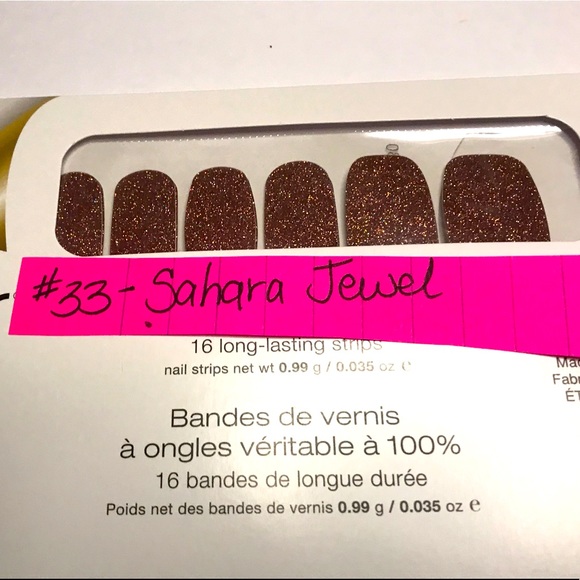 #33 - Sahara Jewel
16 long-lasting strips
nail strips net wt 0.99 g / 0.035 oz e
Bandes de vernis
à ongles véritable à 100%
16 bandes de longue durée
Poids net des bandes de vernis 0.99 g / 0.035 oz e
Fabr
ÉT